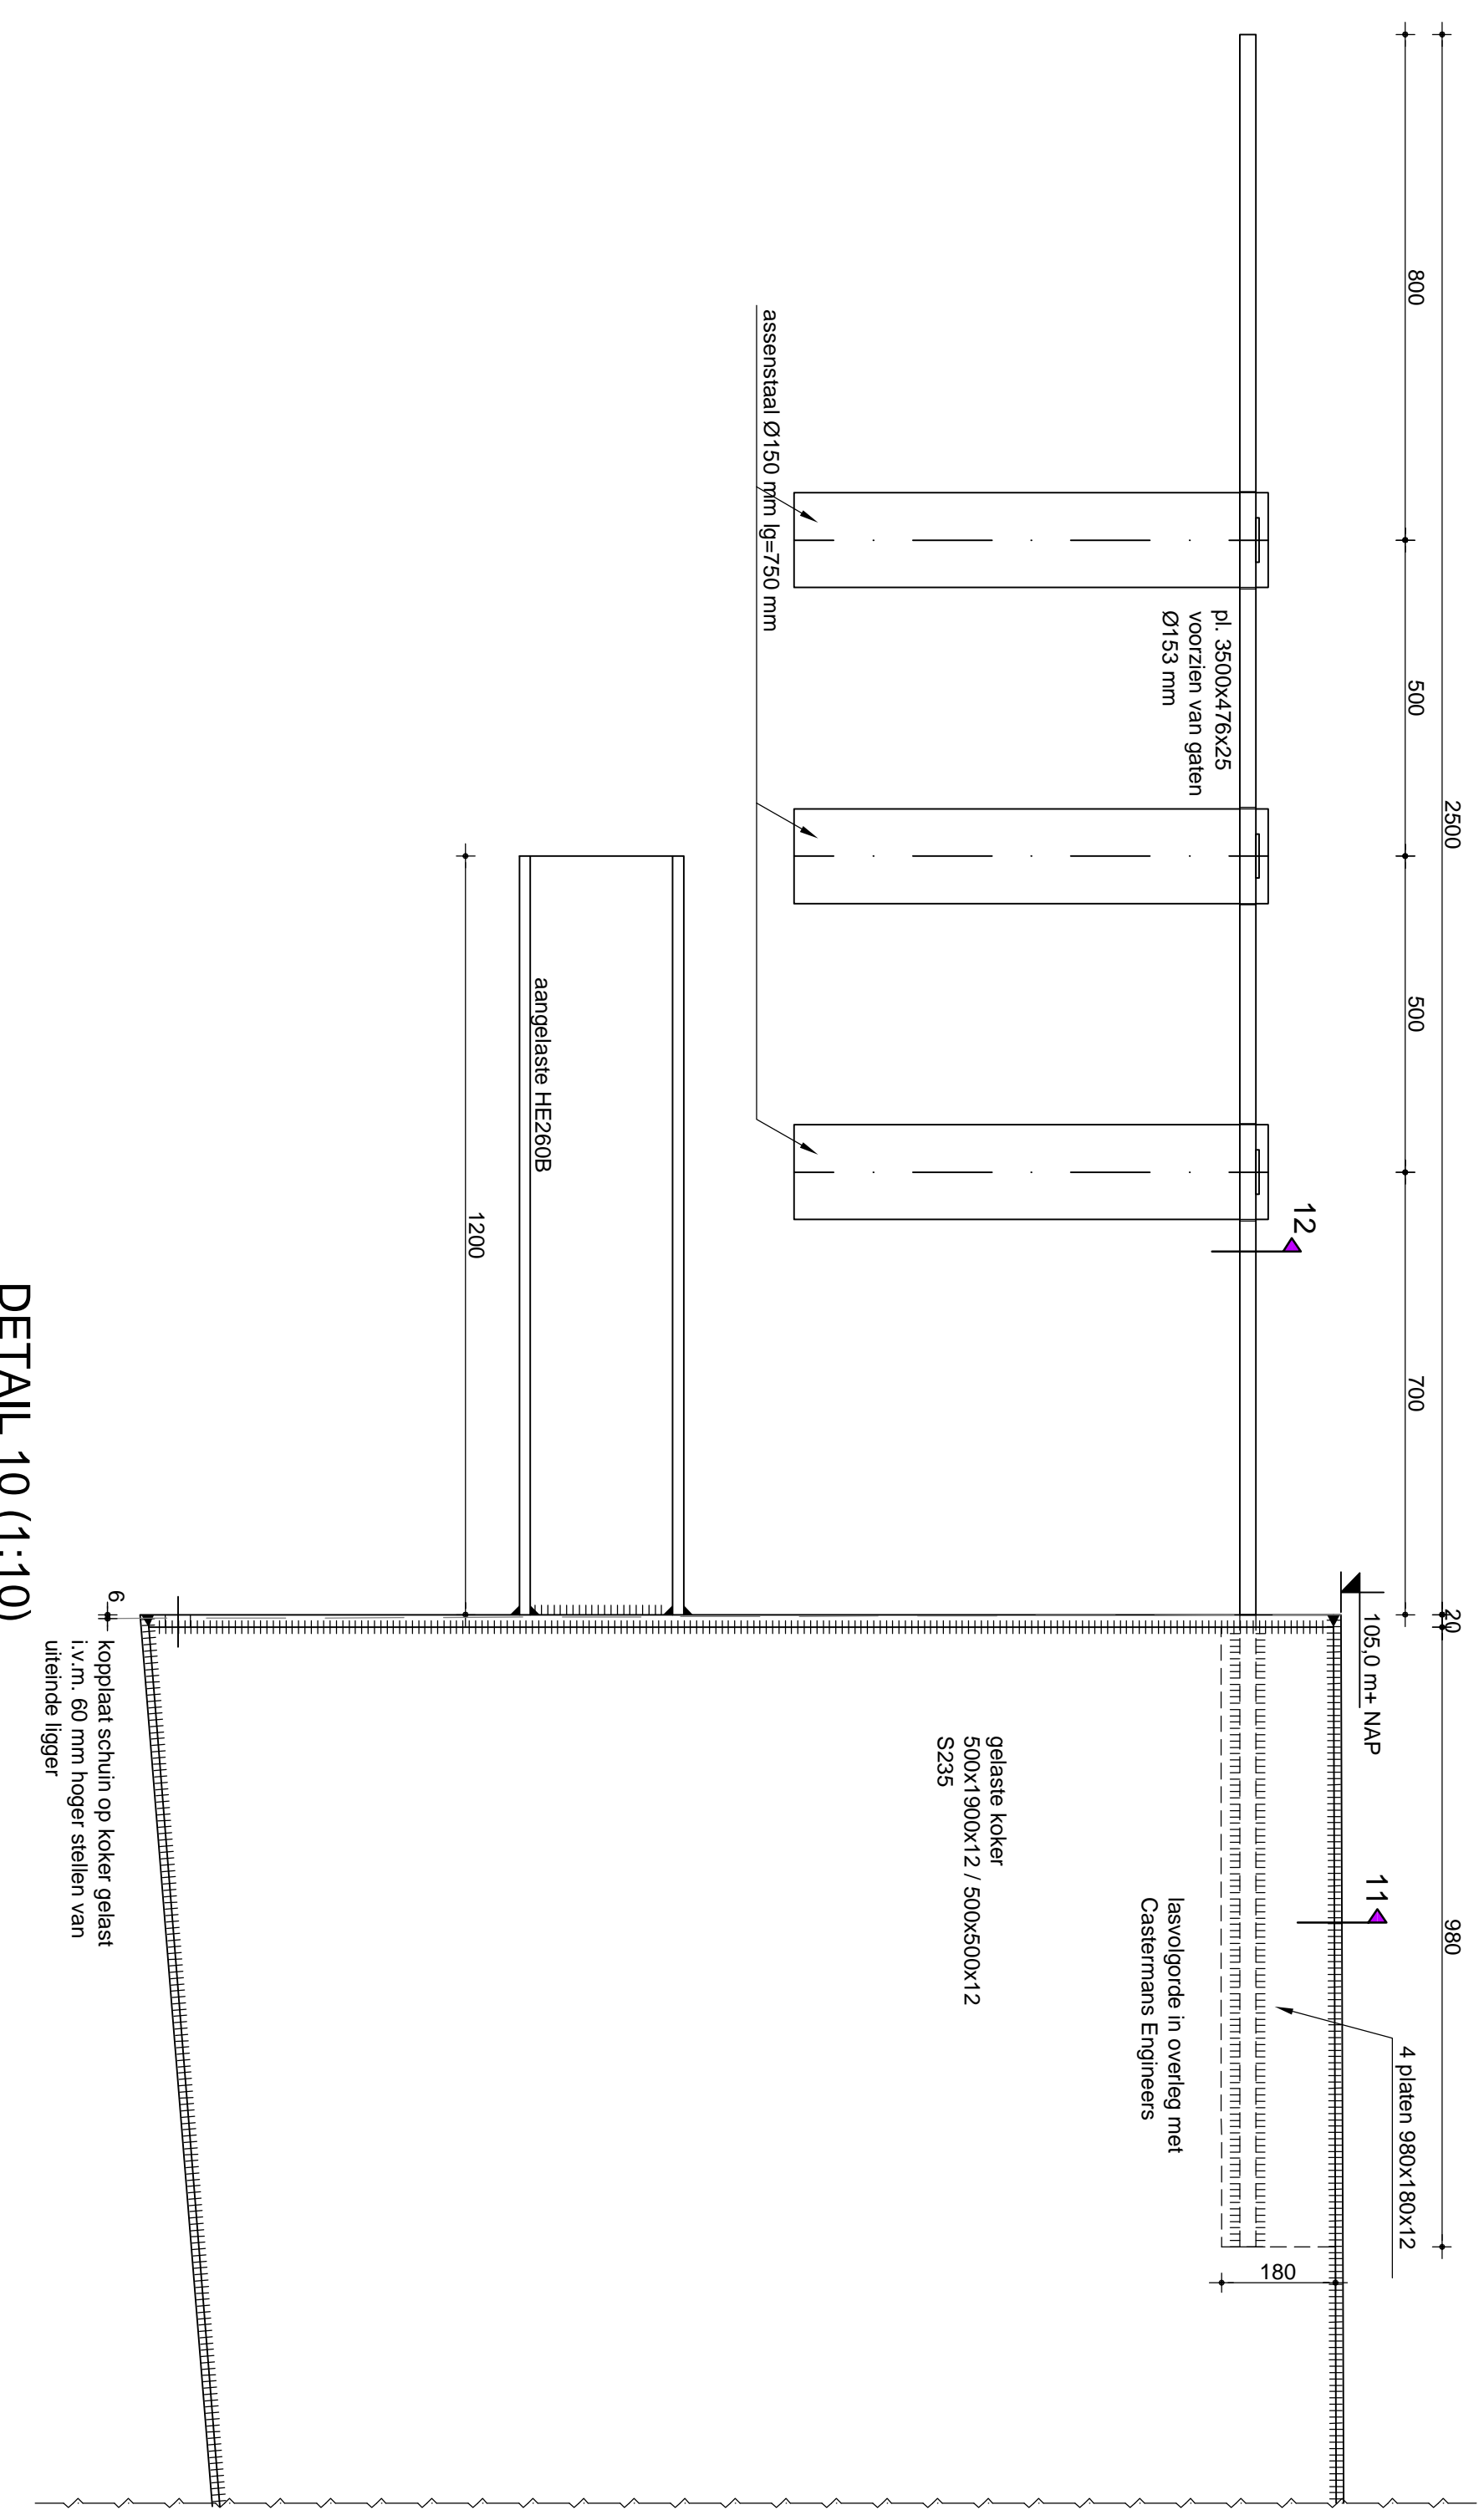 2500
20
980
800
500
500
700
105,0 m+ NAP
11
12
4 platen 980x180x12
180
pl. 3500x476x25
voorzien van gaten
Ø153 mm
lasvolgorde in overleg met
Castermans Engineers
gelaste koker
500x1900x12 / 500x500x12
S235
assenstaal Ø150 mm lg=750 mm
aangelaste HE260B
1200
6
kopplaat schuin op koker gelast
i.v.m. 60 mm hoger stellen van
uiteinde ligger
DETAIL 10 (1:10)